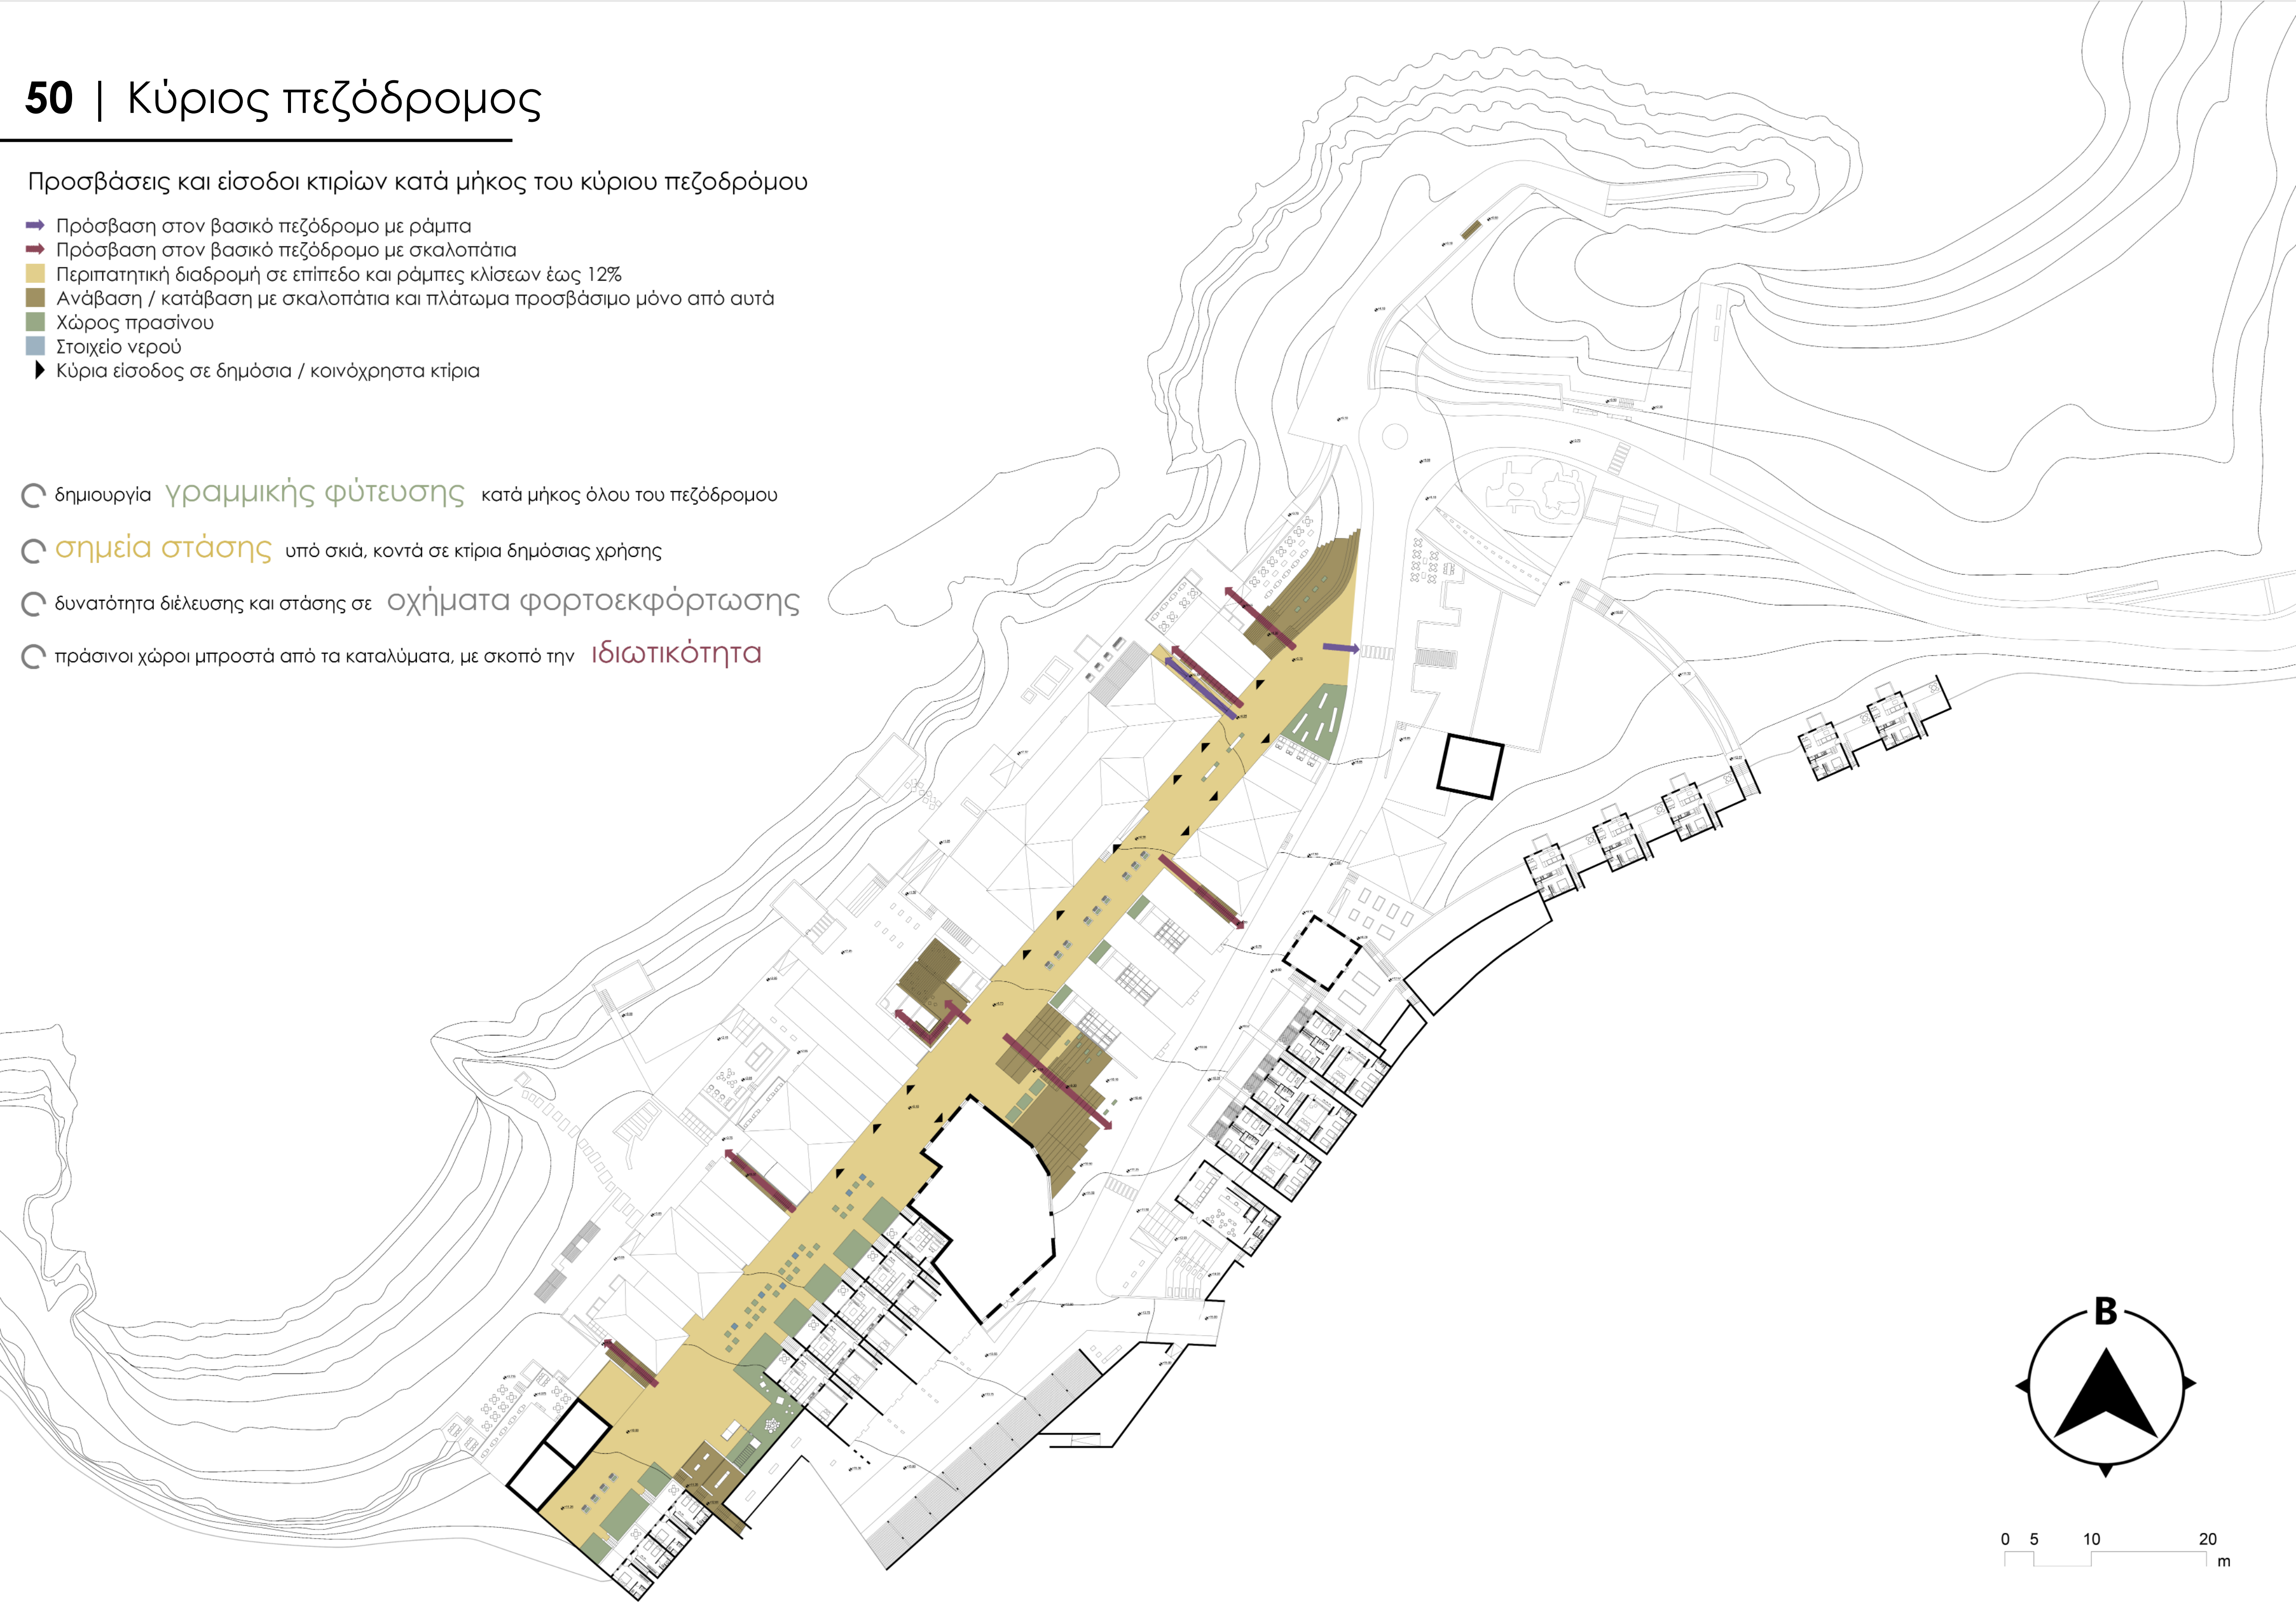 50 | Κύριος πεζόδρομος
Προσβάσεις και είσοδοι κτιρίων κατά μήκος του κύριου πεζοδρόμου
Πρόσβαση στον βασικό πεζόδρομο με ράμπα
Πρόσβαση στον βασικό πεζόδρομο με σκαλοπάτια
Περιπατητική διαδρομή σε επίπεδο και ράμπες κλίσεων έως 12%
Ανάβαση / κατάβαση με σκαλοπάτια και πλάτωμα προσβάσιμο μόνο από αυτά
Χώρος πρασίνου
Στοιχείο νερού
Κύρια είσοδος σε δημόσια / κοινόχρηστα κτίρια
δημιουργία γραμμικής φύτευσης κατά μήκος όλου του πεζόδρομου
σημεία στάσης υπό σκιά, κοντά σε κτίρια δημόσιας χρήσης
δυνατότητα διέλευσης και στάσης σε οχήματα φορτοεκφόρτωσης
πράσινοι χώροι μπροστά από τα καταλύματα, με σκοπό την ιδιωτικότητα
Β
0 5 10 20
m